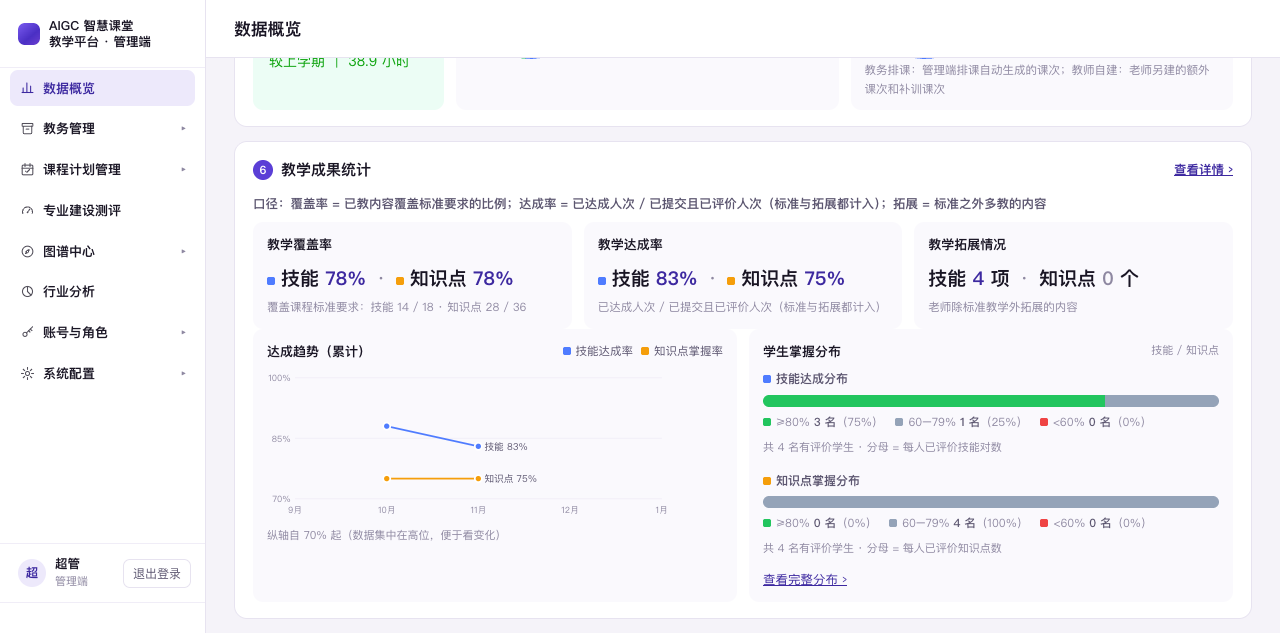 AIGC 智慧课堂
教学平台 · 管理端
数据概览
教务管理
课程计划管理
专业建设测评
图谱中心
行业分析
账号与角色
系统配置
超
超管
管理端
退出登录
数据概览
较上学期 | 38.9 小时
教务排课：管理端排课自动生成的课次；教师自建：老师另建的额外
课次和补训课次
6 教学成果统计
查看详情 ›
口径：覆盖率 = 已教内容覆盖标准要求的比例；达成率 = 已达成人次 / 已提交且已评价人次（标准与拓展都计入）；拓展 = 标准之外多教的内容
教学覆盖率
技能 78% · 知识点 78%
覆盖课程标准要求：技能 14 / 18 · 知识点 28 / 36
教学达成率
技能 83% · 知识点 75%
已达成人次 / 已提交且已评价人次（标准与拓展都计入）
教学拓展情况
技能 4 项 · 知识点 0 个
老师除标准教学外拓展的内容
达成趋势（累计）
技能达成率 知识点掌握率
100%
85%
70%
技能 83%
知识点 75%
9月 10月 11月 12月 1月
纵轴自 70% 起（数据集中在高位，便于看变化）
学生掌握分布
技能 / 知识点
技能达成分布
≥80% 3 名（75%） 60—79% 1 名（25%） <60% 0 名（0%）
共 4 名有评价学生 · 分母 = 每人已评价技能对数
知识点掌握分布
≥80% 0 名（0%） 60—79% 4 名（100%） <60% 0 名（0%）
共 4 名有评价学生 · 分母 = 每人已评价知识点数
查看完整分布 ›